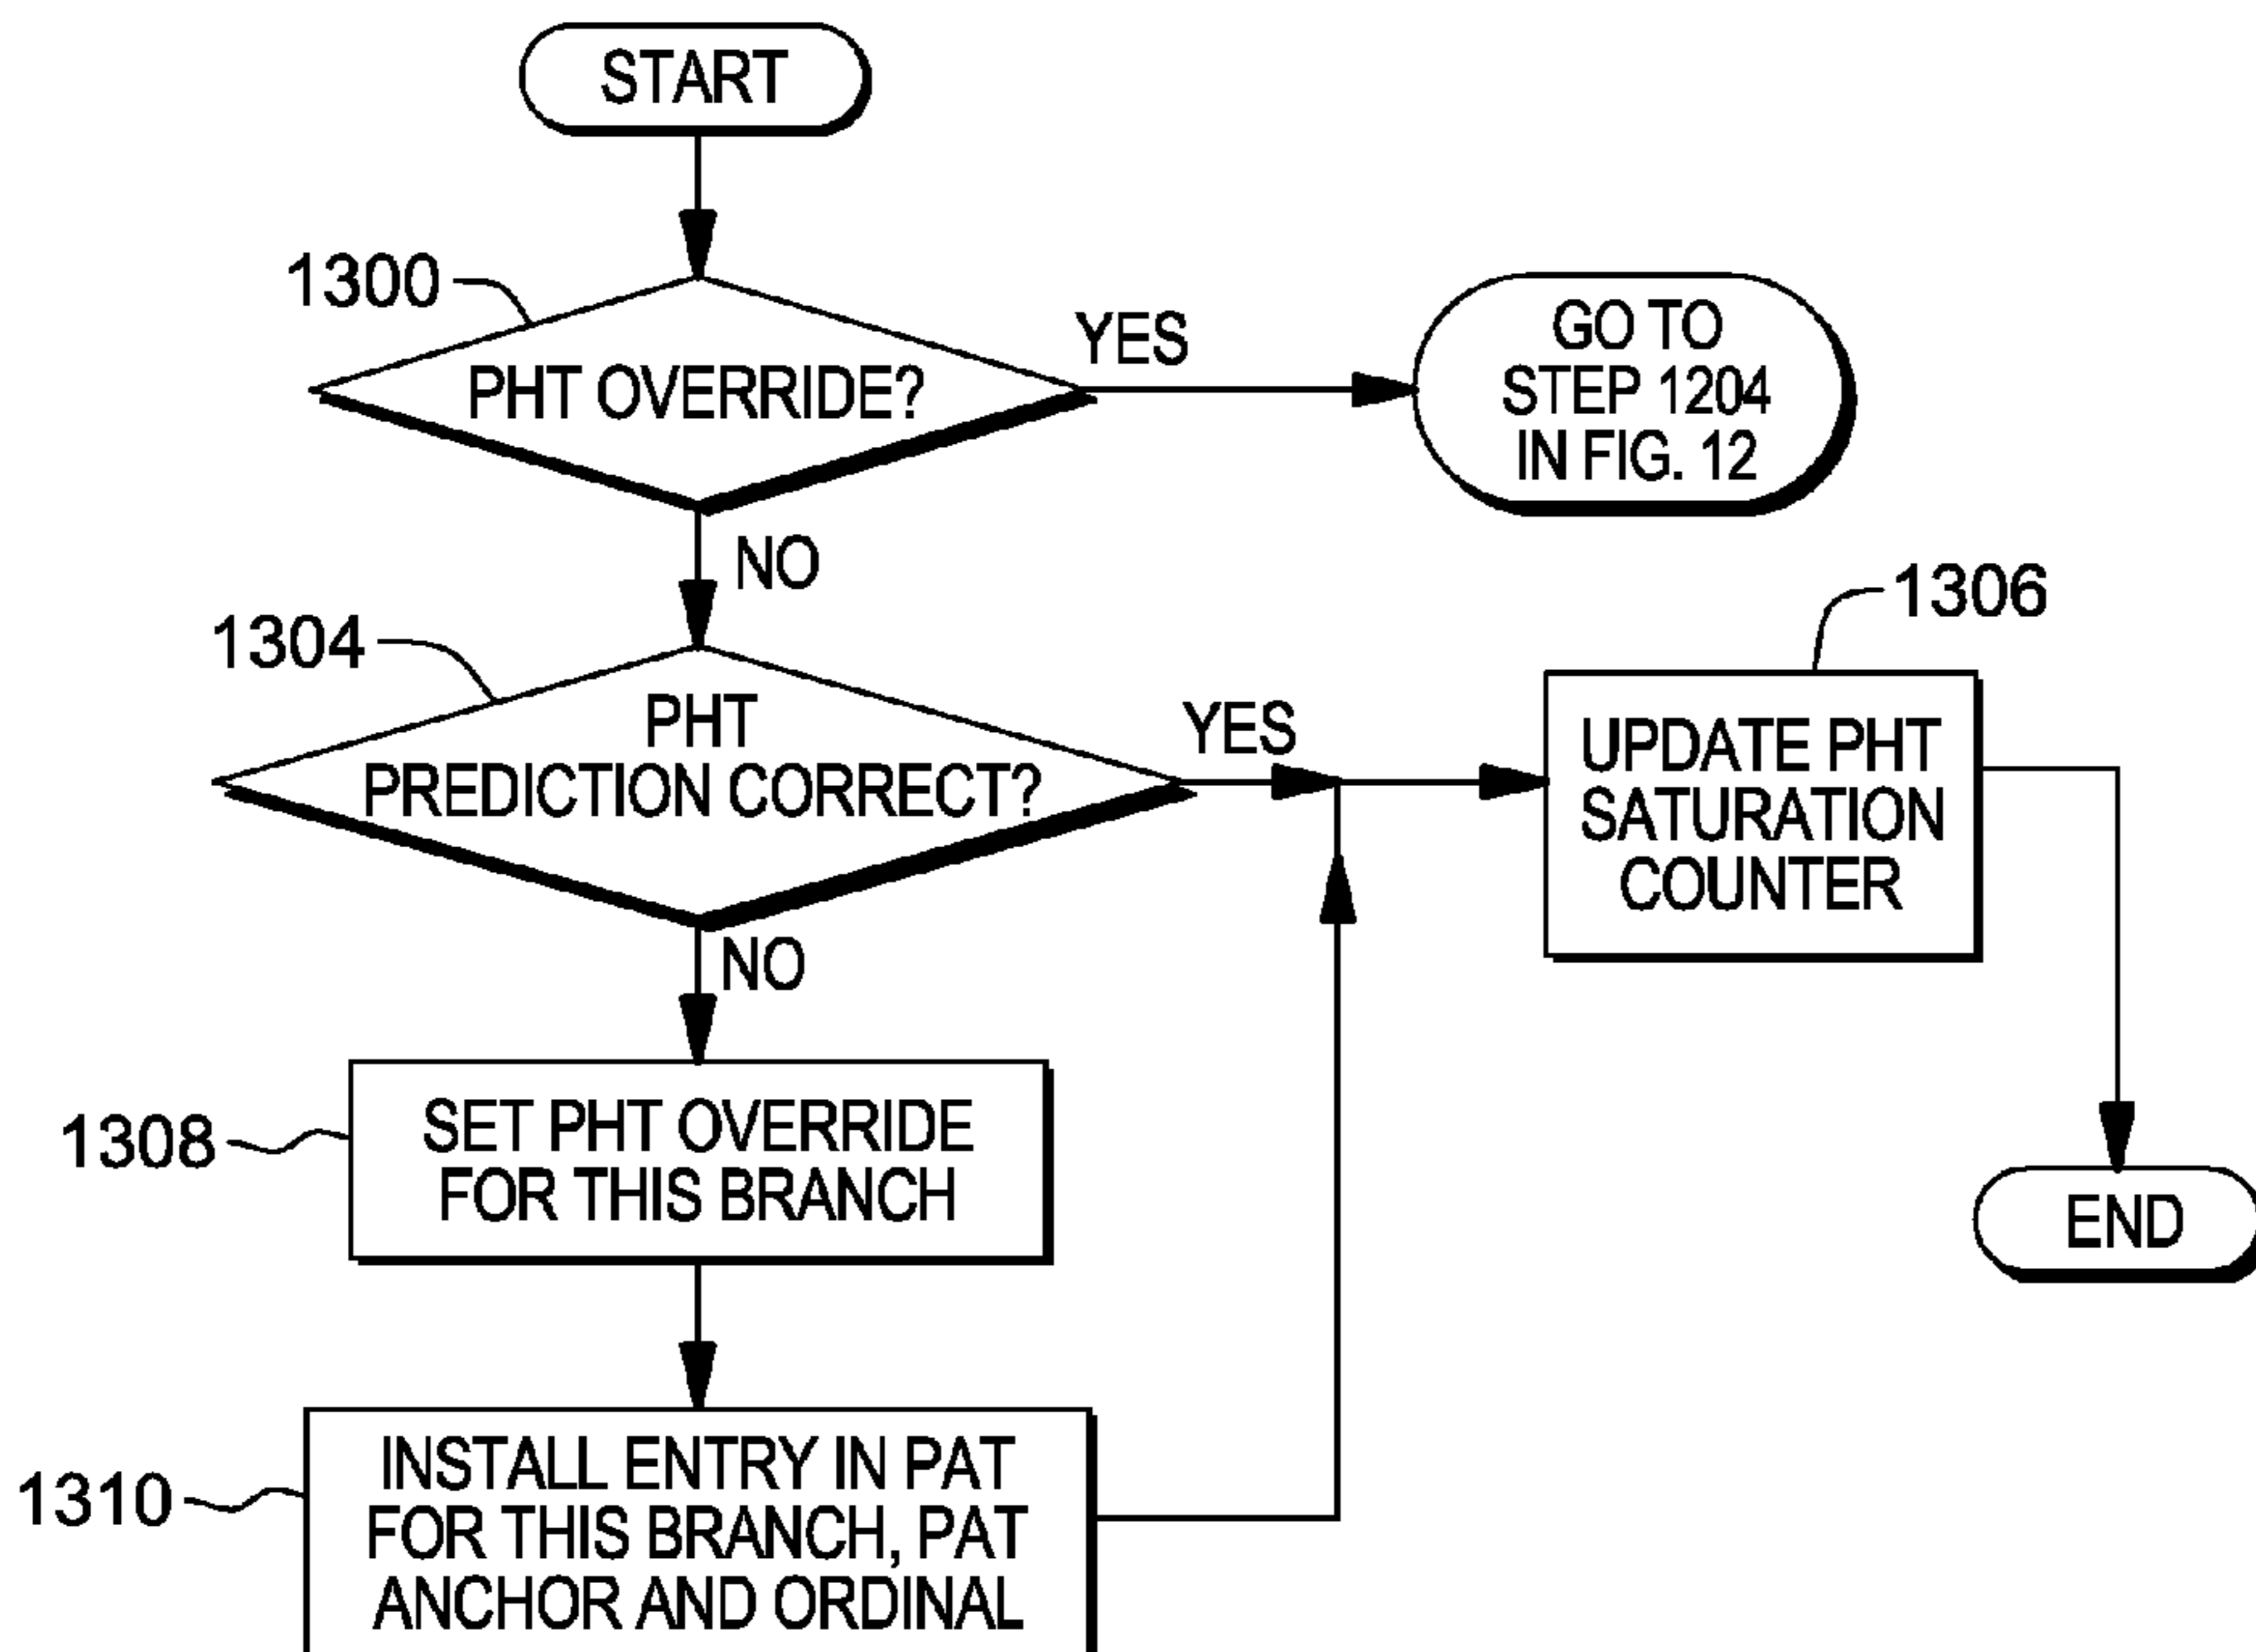 START
1300
PHT OVERRIDE?
YES
GO TO
STEP 1204
IN FIG. 12
NO
1304
PHT
PREDICTION CORRECT?
YES
1306
UPDATE PHT
SATURATION
COUNTER
NO
1308
SET PHT OVERRIDE
FOR THIS BRANCH
END
1310
INSTALL ENTRY IN PAT
FOR THIS BRANCH, PAT
ANCHOR AND ORDINAL